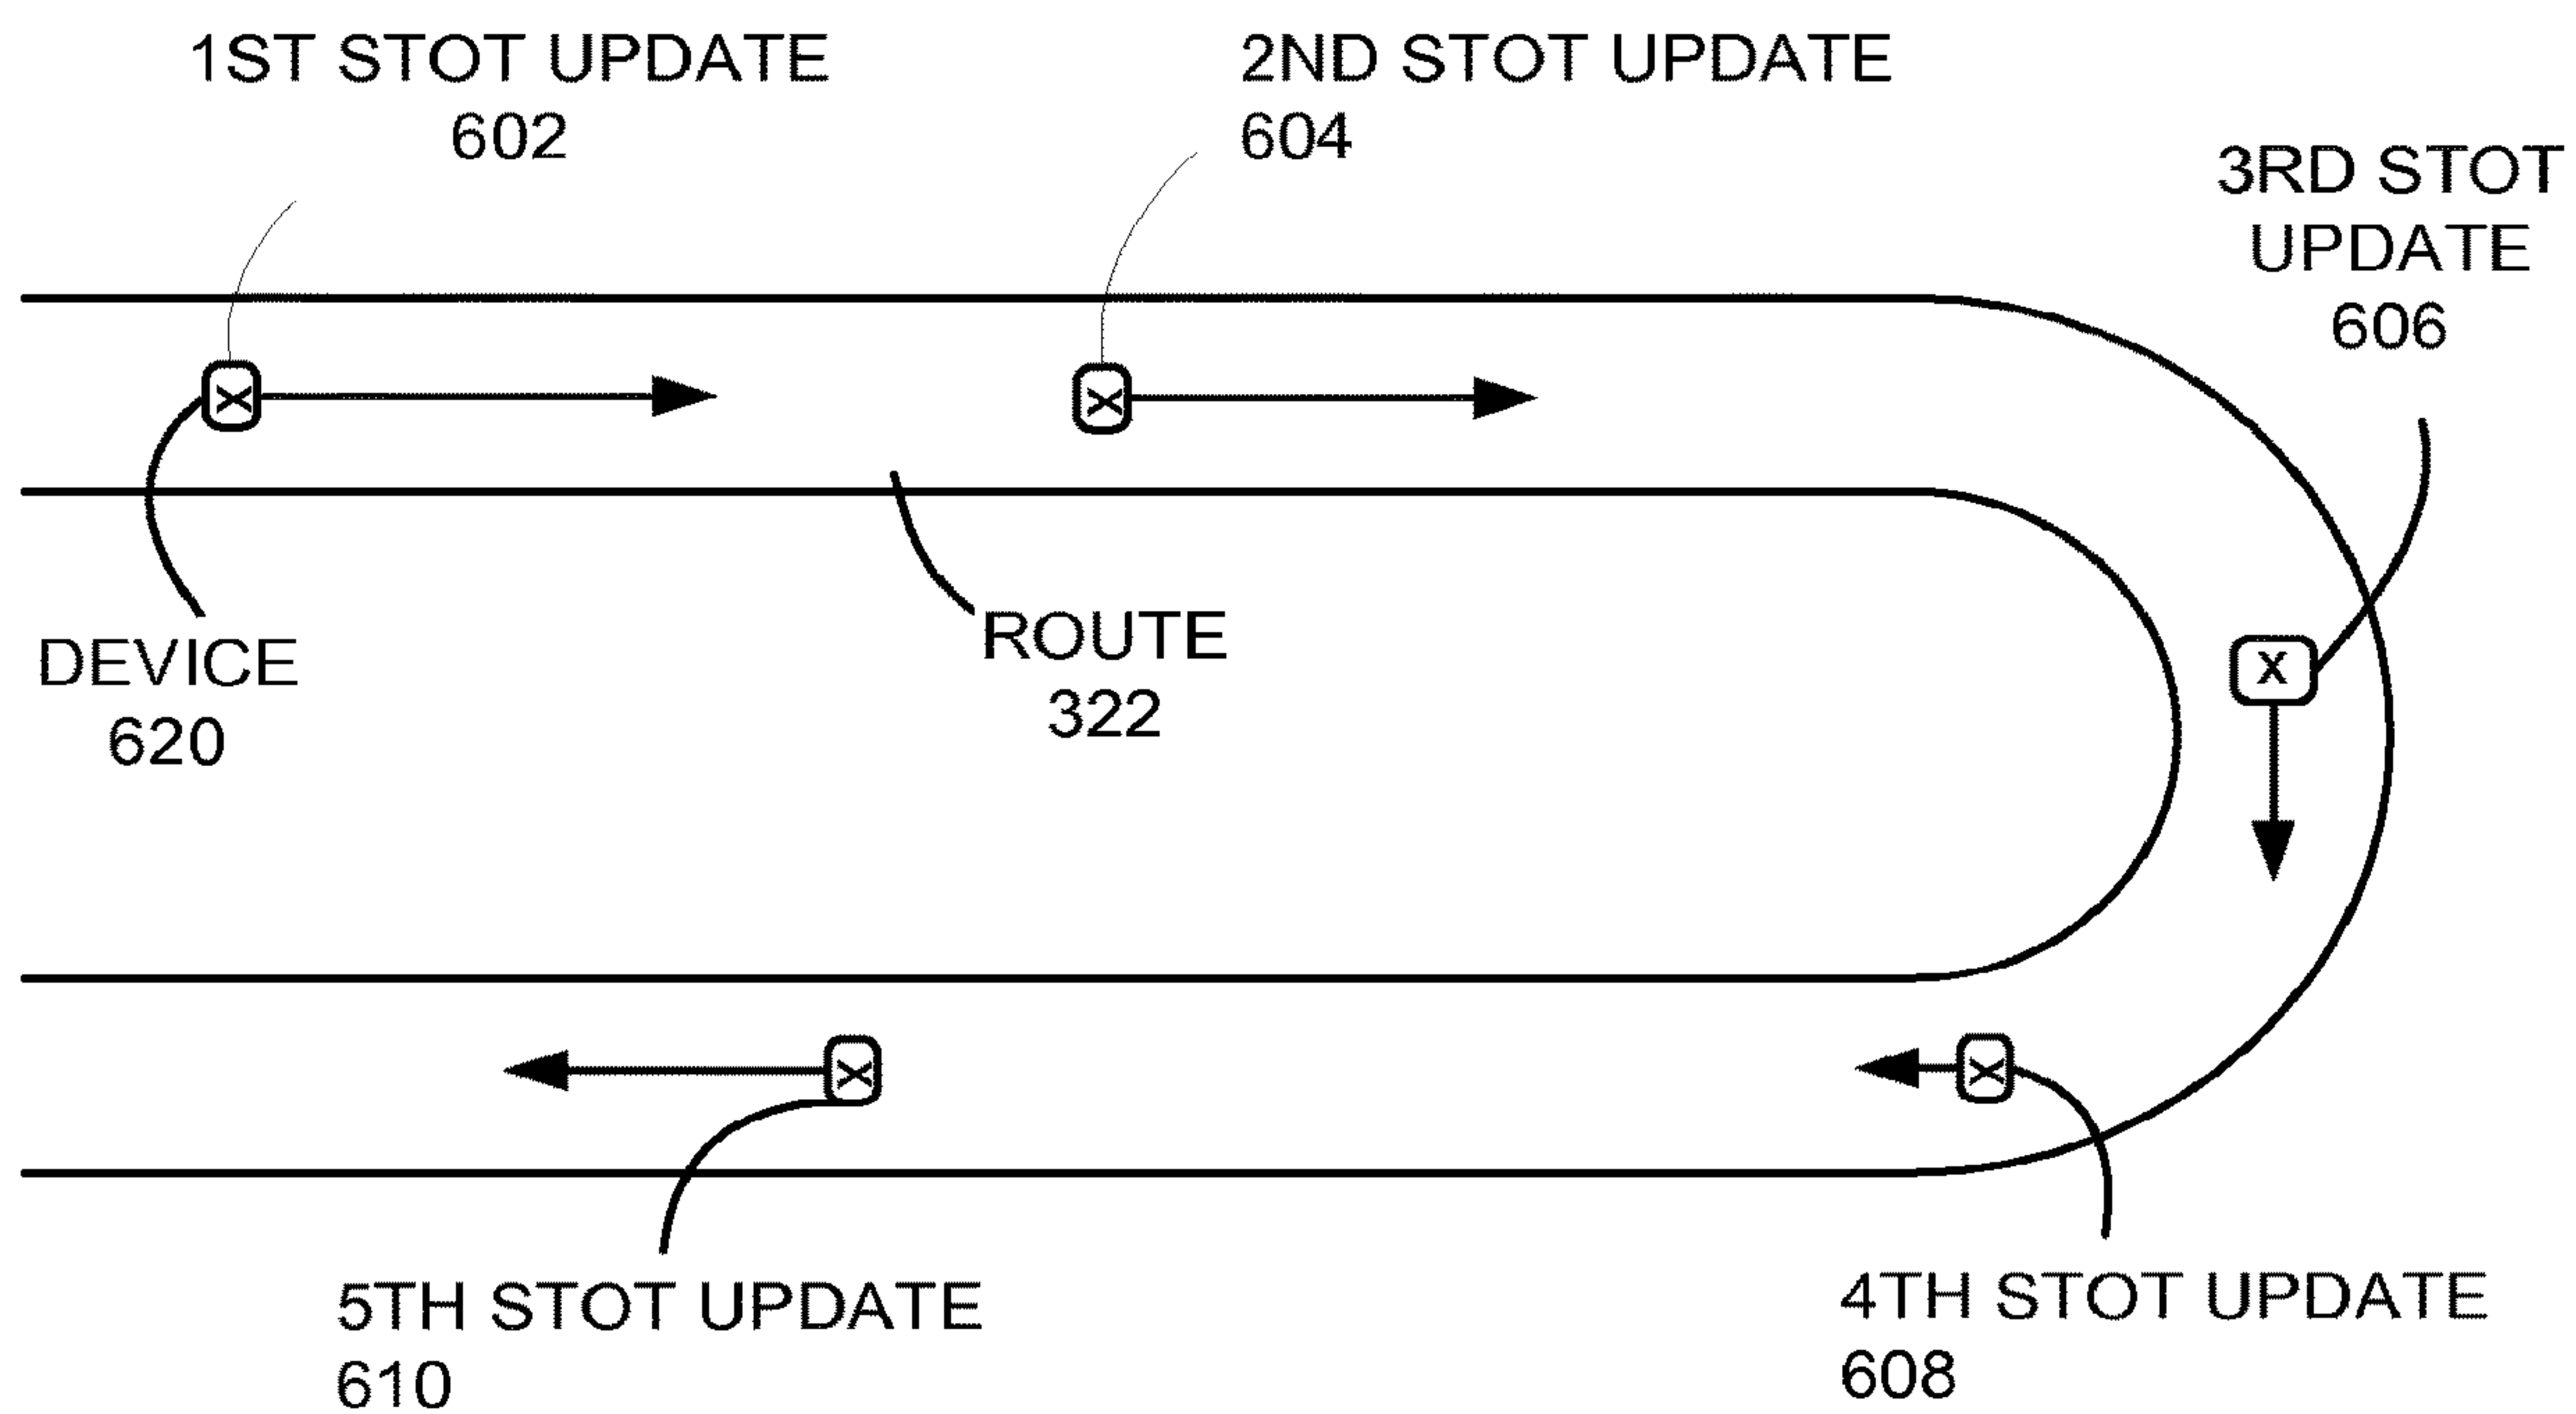 1ST STOT UPDATE
602
2ND STOT UPDATE
604
3RD STOT
UPDATE
606
X
X
X
DEVICE
620
ROUTE
322
X
X
5TH STOT UPDATE
610
4TH STOT UPDATE
608